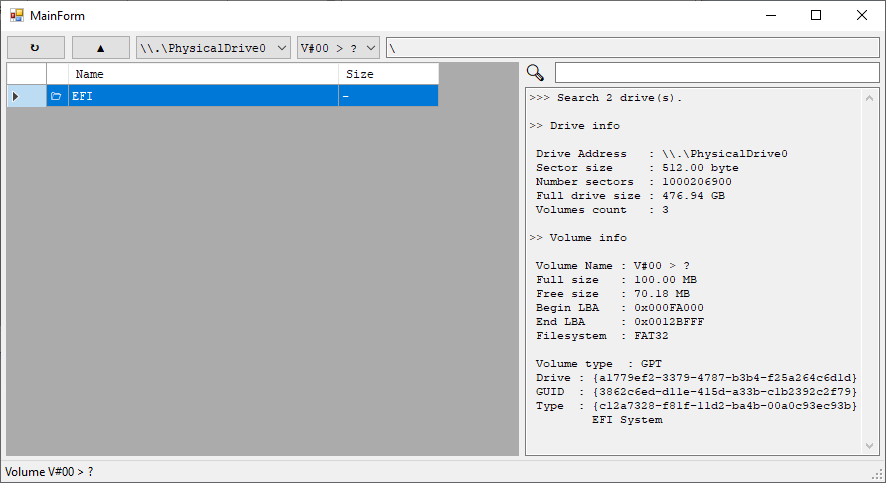 MainForm
↻ ▲ \\.\PhysicalDrive0 V#00 > ? \
Name Size
EFI -
>>> Search 2 drive(s).
>> Drive info
Drive Address : \\.\PhysicalDrive0
Sector size : 512.00 byte
Number sectors : 1000206900
Full drive size : 476.94 GB
Volumes count : 3
>> Volume info
Volume Name : V#00 > ?
Full size : 100.00 MB
Free size : 70.18 MB
Begin LBA : 0x000FA000
End LBA : 0x0012BFFF
Filesystem : FAT32
Volume type : GPT
Drive : {a1779ef2-3379-4787-b3b4-f25a264c6d1d}
GUID : {3862c6ed-d11e-415d-a33b-c1b2392c2f79}
Type : {c12a7328-f81f-11d2-ba4b-00a0c93ec93b}
EFI System
Volume V#00 > ?